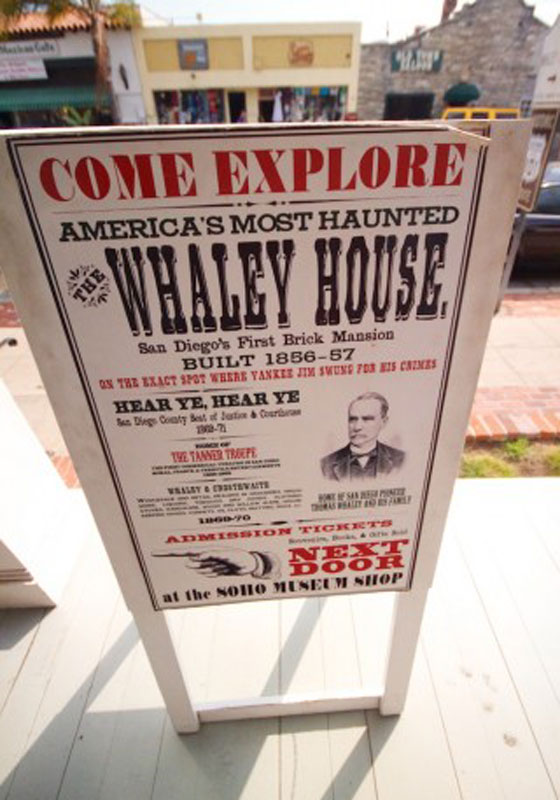 Mexican Cafe
COME EXPLORE
AMERICA'S MOST HAUNTED
THE WHALEY HOUSE.
San Diego's First Brick Mansion
BUILT 1856-57
ON THE EXACT SPOT WHERE YANKEE JIM SWUNG FOR HIS CRIMES
HEAR YE, HEAR YE
San Diego County Seat of Justice & Courthouse
1869-71
HOME OF
THE TANNER TROUPE
WHALEY & CRosthwaite
1869-70
HOME OF SAN DIEGO PIONEER
THOMAS WHALEY AND HIS FAMILY
ADMISSION TICKETS
Souvenirs, Books, & Gifts Sold
NEXT
DOOR
at the SOHO MUSEUM SHOP